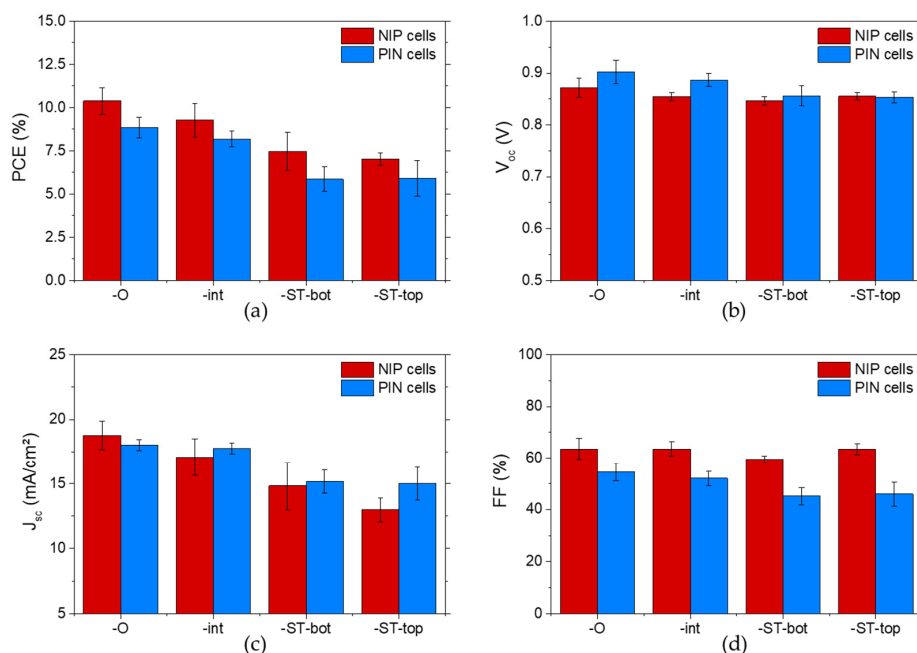 15.0
12.5
10.0
7.5
5.0
2.5
0.0
PCE (%)
NIP cells
PIN cells
-O -int -ST-bot -ST-top
(a)
1.0
0.9
0.8
0.7
0.6
0.5
Voc (V)
NIP cells
PIN cells
-O -int -ST-bot -ST-top
(b)
25
20
15
10
5
Jsc (mA/cm²)
NIP cells
PIN cells
-O -int -ST-bot -ST-top
(c)
100
80
60
40
20
0
FF (%)
NIP cells
PIN cells
-O -int -ST-bot -ST-top
(d)